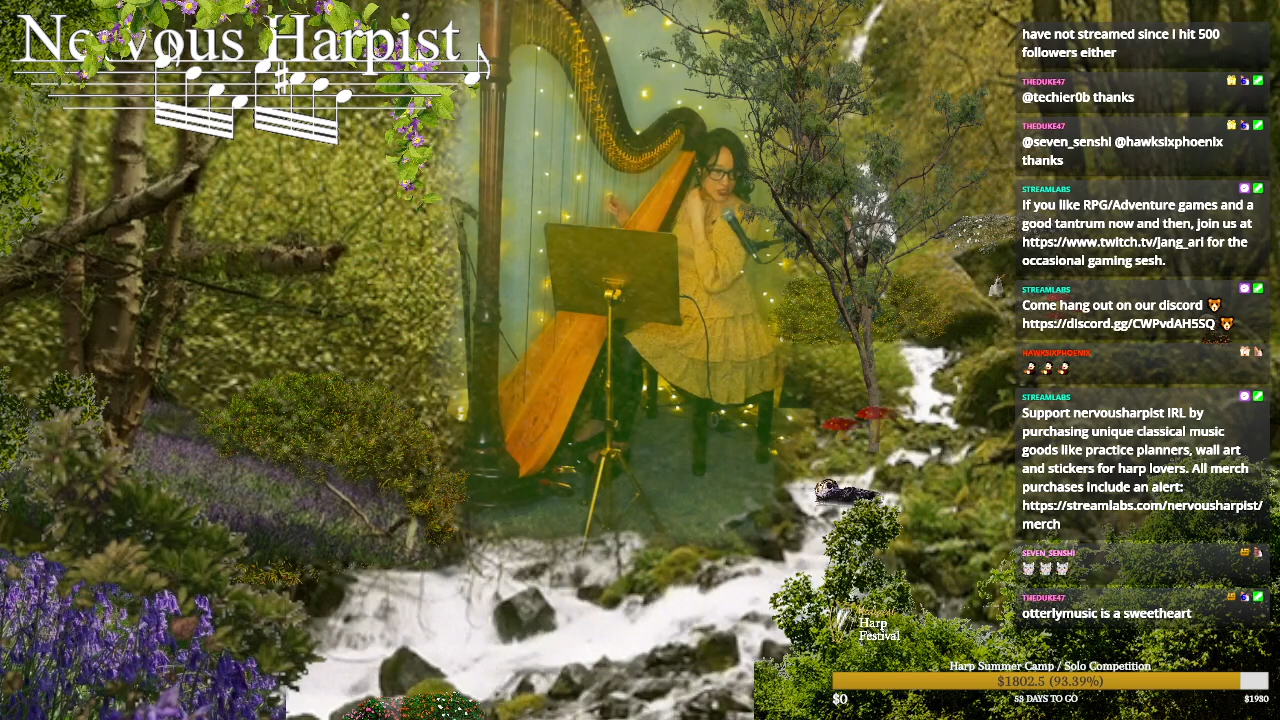 Nervous Harpist
have not streamed since I hit 500
followers either
THEDUKE47
@techier0b thanks
THEDUKE47
@seven_senshi @hawksixphoenix
thanks
STREAMLABS
If you like RPG/Adventure games and a
good tantrum now and then, join us at
https://www.twitch.tv/jang_ari for the
occasional gaming sesh.
STREAMLABS
Come hang out on our discord
https://discord.gg/CWPvdAH5SQ
HAWKSIXPHOENIX
STREAMLABS
Support nervousharpist IRL by
purchasing unique classical music
goods like practice planners, wall art
and stickers for harp lovers. All merch
purchases include an alert:
https://streamlabs.com/nervousharpist/
merch
SEVEN_SENSHI
THEDUKE47
otterlymusic is a sweetheart
Harp
Festival
Harp Summer Camp / Solo Competition
$1802.5 (93.39%)
$0 53 DAYS TO GO $1930